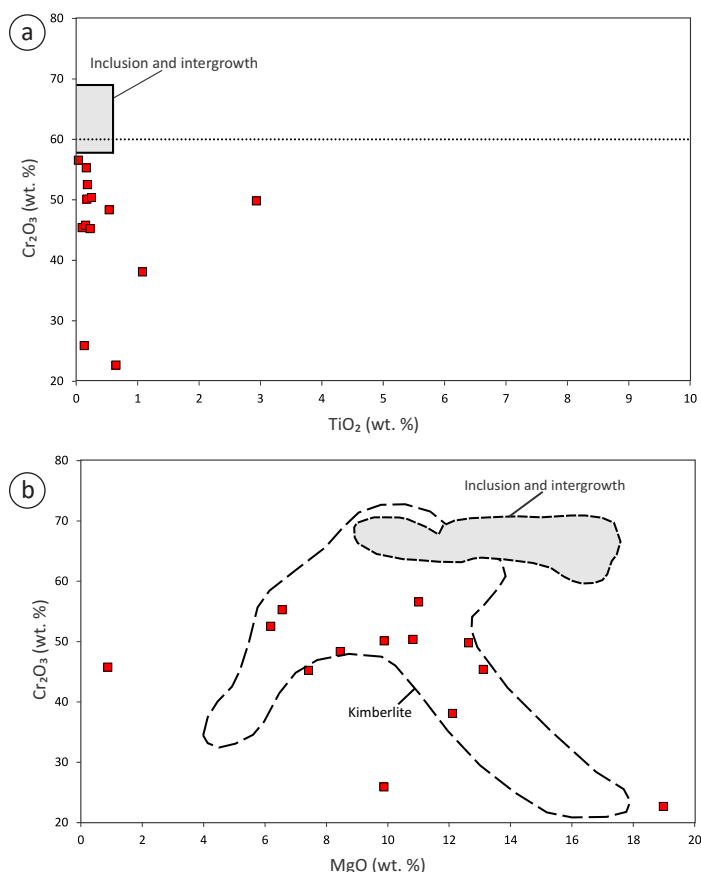 a
80
70
60
50
40
30
20
Cr₂O₃ (wt. %)
Inclusion and intergrowth
0 1 2 3 4 5 6 7 8 9 10
TiO₂ (wt. %)
b
80
70
60
50
40
30
20
Cr₂O₃ (wt. %)
Inclusion and intergrowth
Kimberlite
0 2 4 6 8 10 12 14 16 18 20
MgO (wt. %)